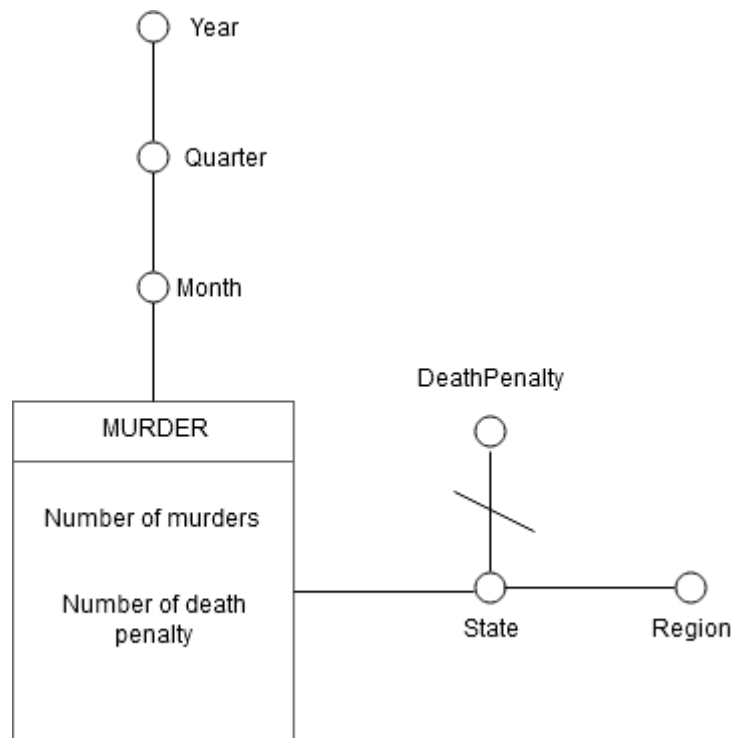 Year
Quarter
Month
DeathPenalty
MURDER
Number of murders
Number of death
penalty
State
Region